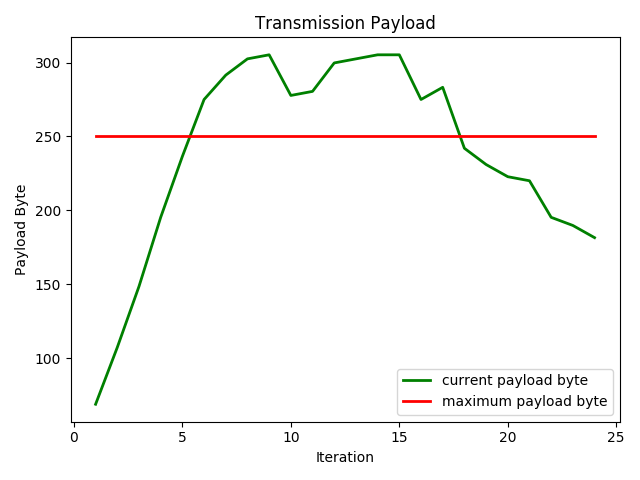 Transmission Payload
300
250
200
150
100
Payload Byte
0 5 10 15 20 25
Iteration
current payload byte
maximum payload byte